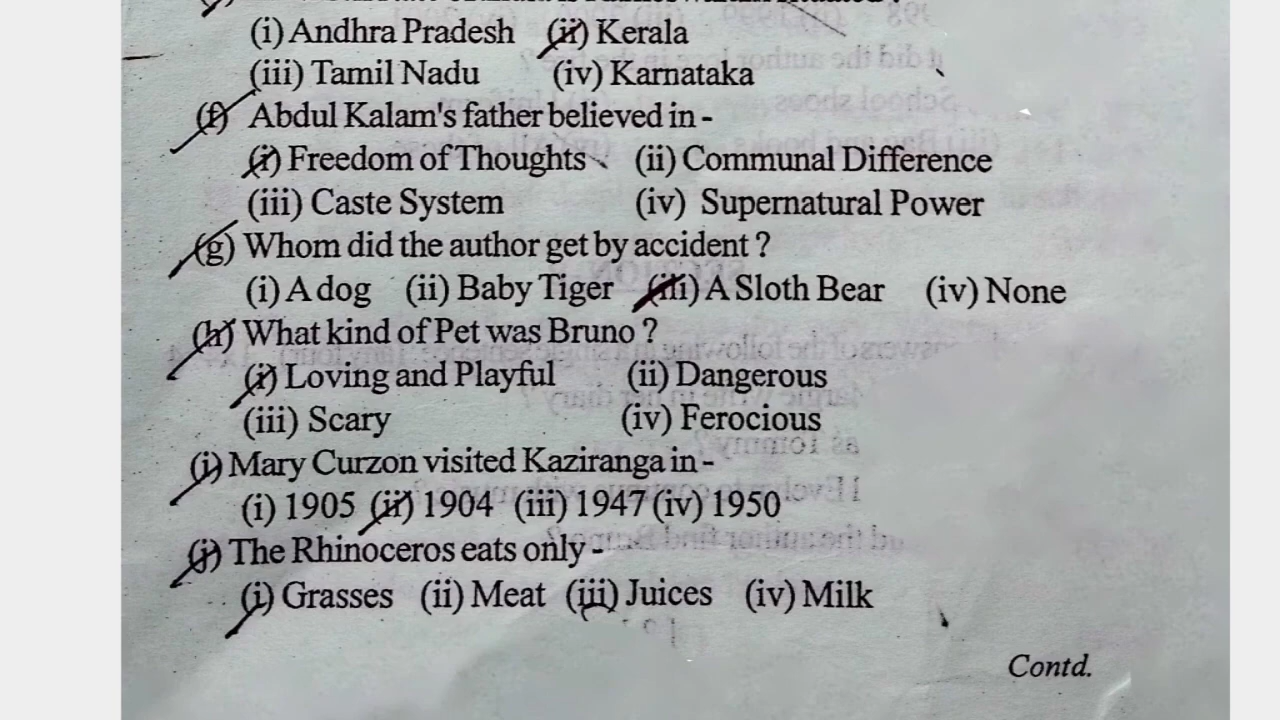 (i) Andhra Pradesh (ii) Kerala
(iii) Tamil Nadu (iv) Karnataka
(f) Abdul Kalam's father believed in -
(i) Freedom of Thoughts (ii) Communal Difference
(iii) Caste System (iv) Supernatural Power
(g) Whom did the author get by accident ?
(i) A dog (ii) Baby Tiger (iii) A Sloth Bear (iv) None
(h) What kind of Pet was Bruno ?
(i) Loving and Playful (ii) Dangerous
(iii) Scary (iv) Ferocious
(i) Mary Curzon visited Kaziranga in -
(i) 1905 (ii) 1904 (iii) 1947 (iv) 1950
(j) The Rhinoceros eats only -
(i) Grasses (ii) Meat (iii) Juices (iv) Milk
Contd.